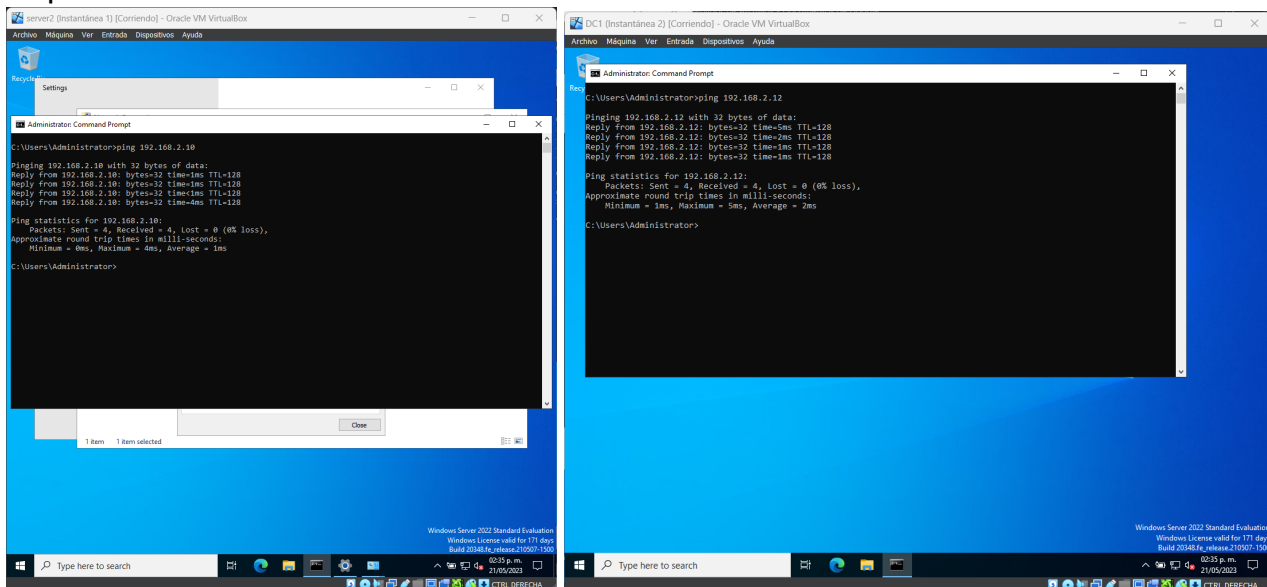 server2 (Instantánea 1) [Corriendo] - Oracle VM VirtualBox
Archivo Máquina Ver Entrada Dispositivos Ayuda
Settings
Administrator: Command Prompt
C:\Users\Administrator>ping 192.168.2.10
Pinging 192.168.2.10 with 32 bytes of data:
Reply from 192.168.2.10: bytes=32 time=1ms TTL=128
Reply from 192.168.2.10: bytes=32 time=1ms TTL=128
Reply from 192.168.2.10: bytes=32 time<1ms TTL=128
Reply from 192.168.2.10: bytes=32 time=4ms TTL=128
Ping statistics for 192.168.2.10:
Packets: Sent = 4, Received = 4, Lost = 0 (0% loss),
Approximate round trip times in milli-seconds:
Minimum = 0ms, Maximum = 4ms, Average = 1ms
C:\Users\Administrator>
Close
1 item 1 item selected
Windows Server 2022 Standard Evaluation
Windows License valid for 171 days
Build 20348.fe_release.210507-1500
Type here to search
02:35 p. m.
21/05/2023
CTRL DERECHA
DC1 (Instantánea 2) [Corriendo] - Oracle VM VirtualBox
Archivo Máquina Ver Entrada Dispositivos Ayuda
Administrator: Command Prompt
C:\Users\Administrator>ping 192.168.2.12
Pinging 192.168.2.12 with 32 bytes of data:
Reply from 192.168.2.12: bytes=32 time=5ms TTL=128
Reply from 192.168.2.12: bytes=32 time=2ms TTL=128
Reply from 192.168.2.12: bytes=32 time=1ms TTL=128
Reply from 192.168.2.12: bytes=32 time=1ms TTL=128
Ping statistics for 192.168.2.12:
Packets: Sent = 4, Received = 4, Lost = 0 (0% loss),
Approximate round trip times in milli-seconds:
Minimum = 1ms, Maximum = 5ms, Average = 2ms
C:\Users\Administrator>
Windows Server 2022 Standard Evaluatio
Windows License valid for 171 day
Build 20348.fe_release.210507-150
Type here to search
02:35 p. m.
21/05/2023
CTRL DERECHA